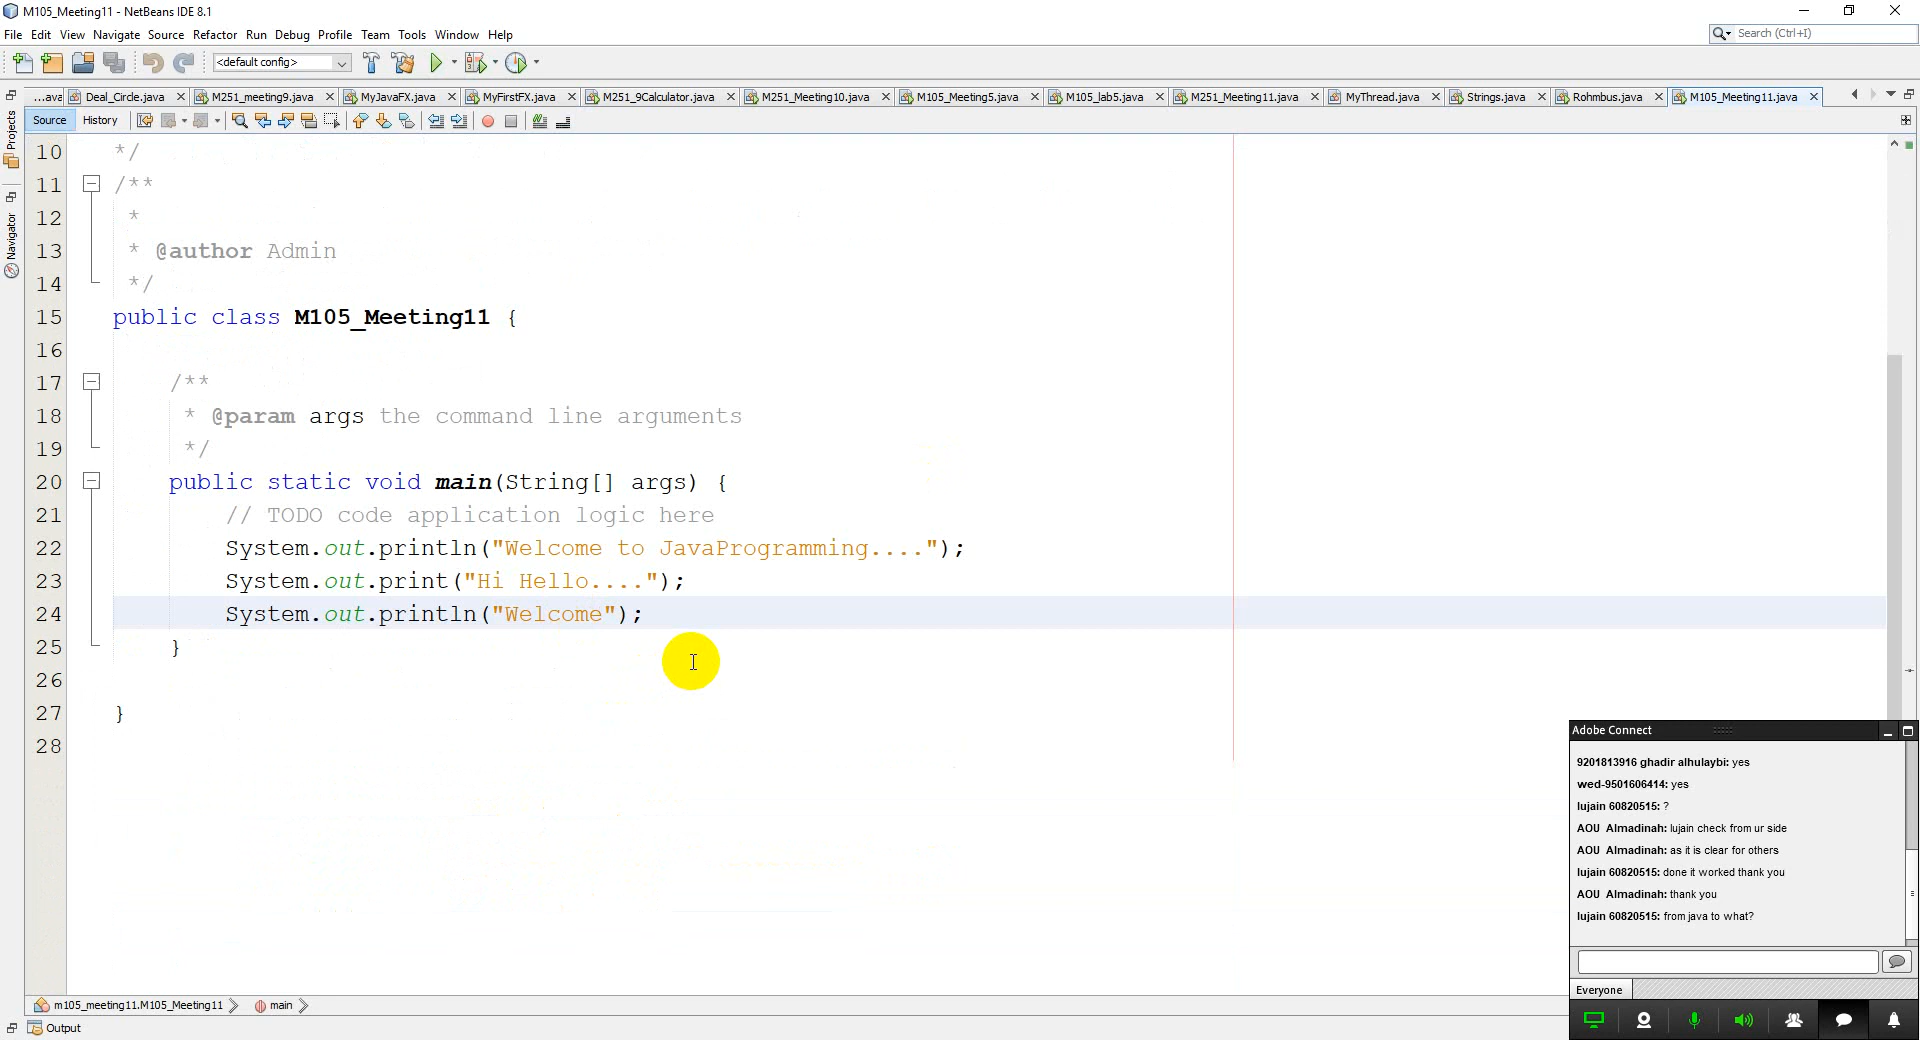 M105_Meeting11 - NetBeans IDE 8.1
File Edit View Navigate Source Refactor Run Debug Profile Team Tools Window Help
Search (Ctrl+I)
<default config>
...ava Deal_Circle.java M251_meeting9.java MyJavaFX.java MyFirstFX.java M251_9Calculator.java M251_Meeting10.java M105_Meeting5.java M105_lab5.java M251_Meeting11.java MyThread.java Strings.java Rohmbus.java M105_Meeting11.java
Source History
Projects
Navigator
10 */
11 /**
12 *
13 * @author Admin
14 */
15 public class M105_Meeting11 {
16
17 /**
18 * @param args the command line arguments
19 */
20 public static void main(String[] args) {
21 // TODO code application logic here
22 System.out.println("Welcome to JavaProgramming....");
23 System.out.print("Hi Hello....");
24 System.out.println("Welcome");
25 }
26
27 }
28
Adobe Connect
9201813916 ghadir alhulaybi: yes
wed-9501606414: yes
lujain 60820515: ?
AOU Almadinah: lujain check from ur side
AOU Almadinah: as it is clear for others
lujain 60820515: done it worked thank you
AOU Almadinah: thank you
lujain 60820515: from java to what?
Everyone
m105_meeting11.M105_Meeting11 main
Output